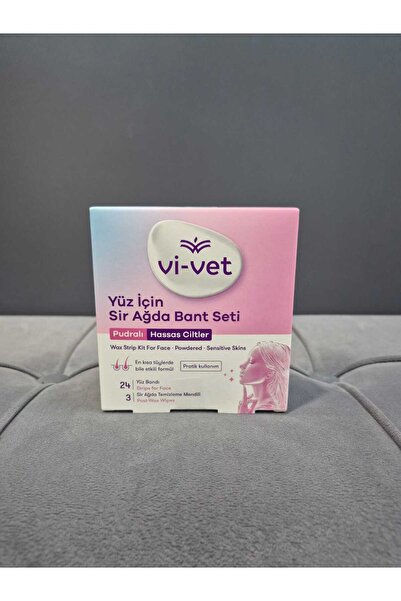 vi-vet
Yüz İçin
Sir Ağda Bant Seti
Pudralı Hassas Ciltler
Wax Strip Kit For Face · Powdered · Sensitive Skins
En kısa tüylerde
bile etkili formül!
Pratik kullanım
24 Yüz Bandı
Strips for Face
3 Sir Ağda Temizleme Mendili
Post Wax Wipes